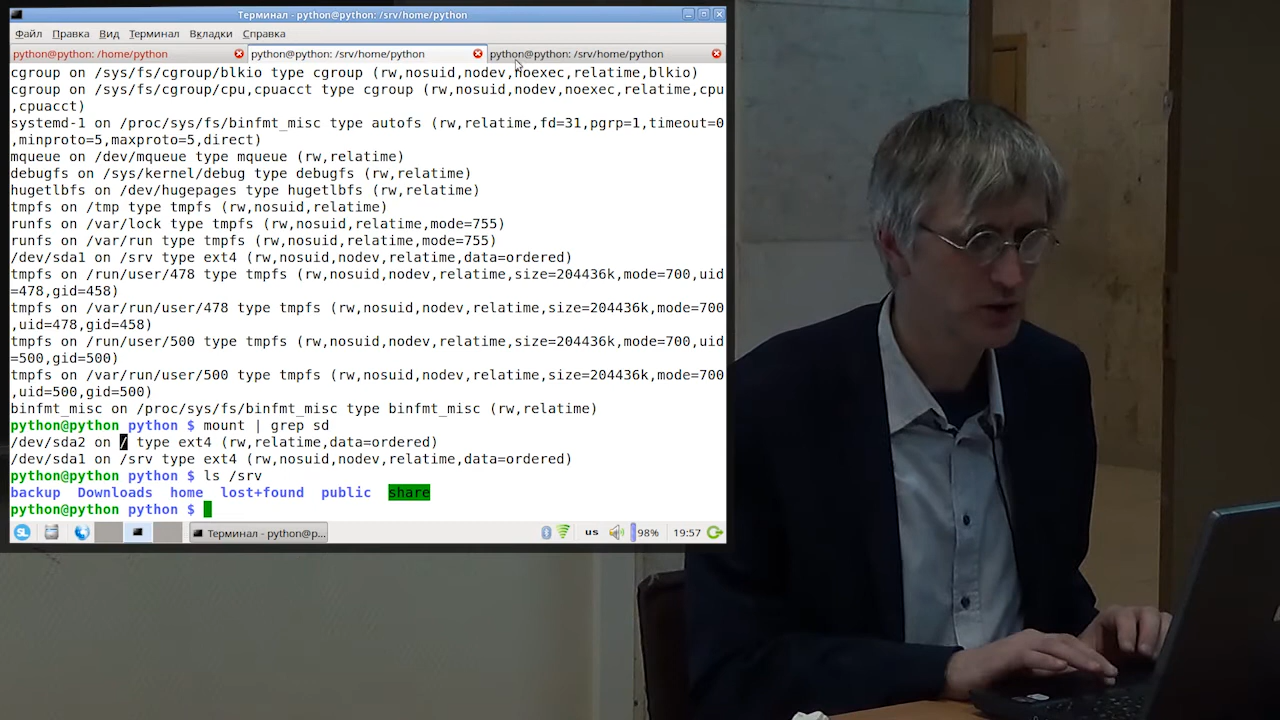 Терминал - python@python: /srv/home/python
Файл Правка Вид Терминал Вкладки Справка
python@python: /home/python python@python: /srv/home/python python@python: /srv/home/python
cgroup on /sys/fs/cgroup/blkio type cgroup (rw,nosuid,nodev,noexec,relatime,blkio)
cgroup on /sys/fs/cgroup/cpu,cpuacct type cgroup (rw,nosuid,nodev,noexec,relatime,cpu
,cpuacct)
systemd-1 on /proc/sys/fs/binfmt_misc type autofs (rw,relatime,fd=31,pgrp=1,timeout=0
,minproto=5,maxproto=5,direct)
mqueue on /dev/mqueue type mqueue (rw,relatime)
debugfs on /sys/kernel/debug type debugfs (rw,relatime)
hugetlbfs on /dev/hugepages type hugetlbfs (rw,relatime)
tmpfs on /tmp type tmpfs (rw,nosuid,relatime)
runfs on /var/lock type tmpfs (rw,nosuid,relatime,mode=755)
runfs on /var/run type tmpfs (rw,nosuid,relatime,mode=755)
/dev/sda1 on /srv type ext4 (rw,nosuid,nodev,relatime,data=ordered)
tmpfs on /run/user/478 type tmpfs (rw,nosuid,nodev,relatime,size=204436k,mode=700,uid
=478,gid=458)
tmpfs on /var/run/user/478 type tmpfs (rw,nosuid,nodev,relatime,size=204436k,mode=700
,uid=478,gid=458)
tmpfs on /run/user/500 type tmpfs (rw,nosuid,nodev,relatime,size=204436k,mode=700,uid
=500,gid=500)
tmpfs on /var/run/user/500 type tmpfs (rw,nosuid,nodev,relatime,size=204436k,mode=700
,uid=500,gid=500)
binfmt_misc on /proc/sys/fs/binfmt_misc type binfmt_misc (rw,relatime)
python@python python $ mount | grep sd
/dev/sda2 on / type ext4 (rw,relatime,data=ordered)
/dev/sda1 on /srv type ext4 (rw,nosuid,nodev,relatime,data=ordered)
python@python python $ ls /srv
backup Downloads home lost+found public share
python@python python $
Терминал - python@p... us 98% 19:57